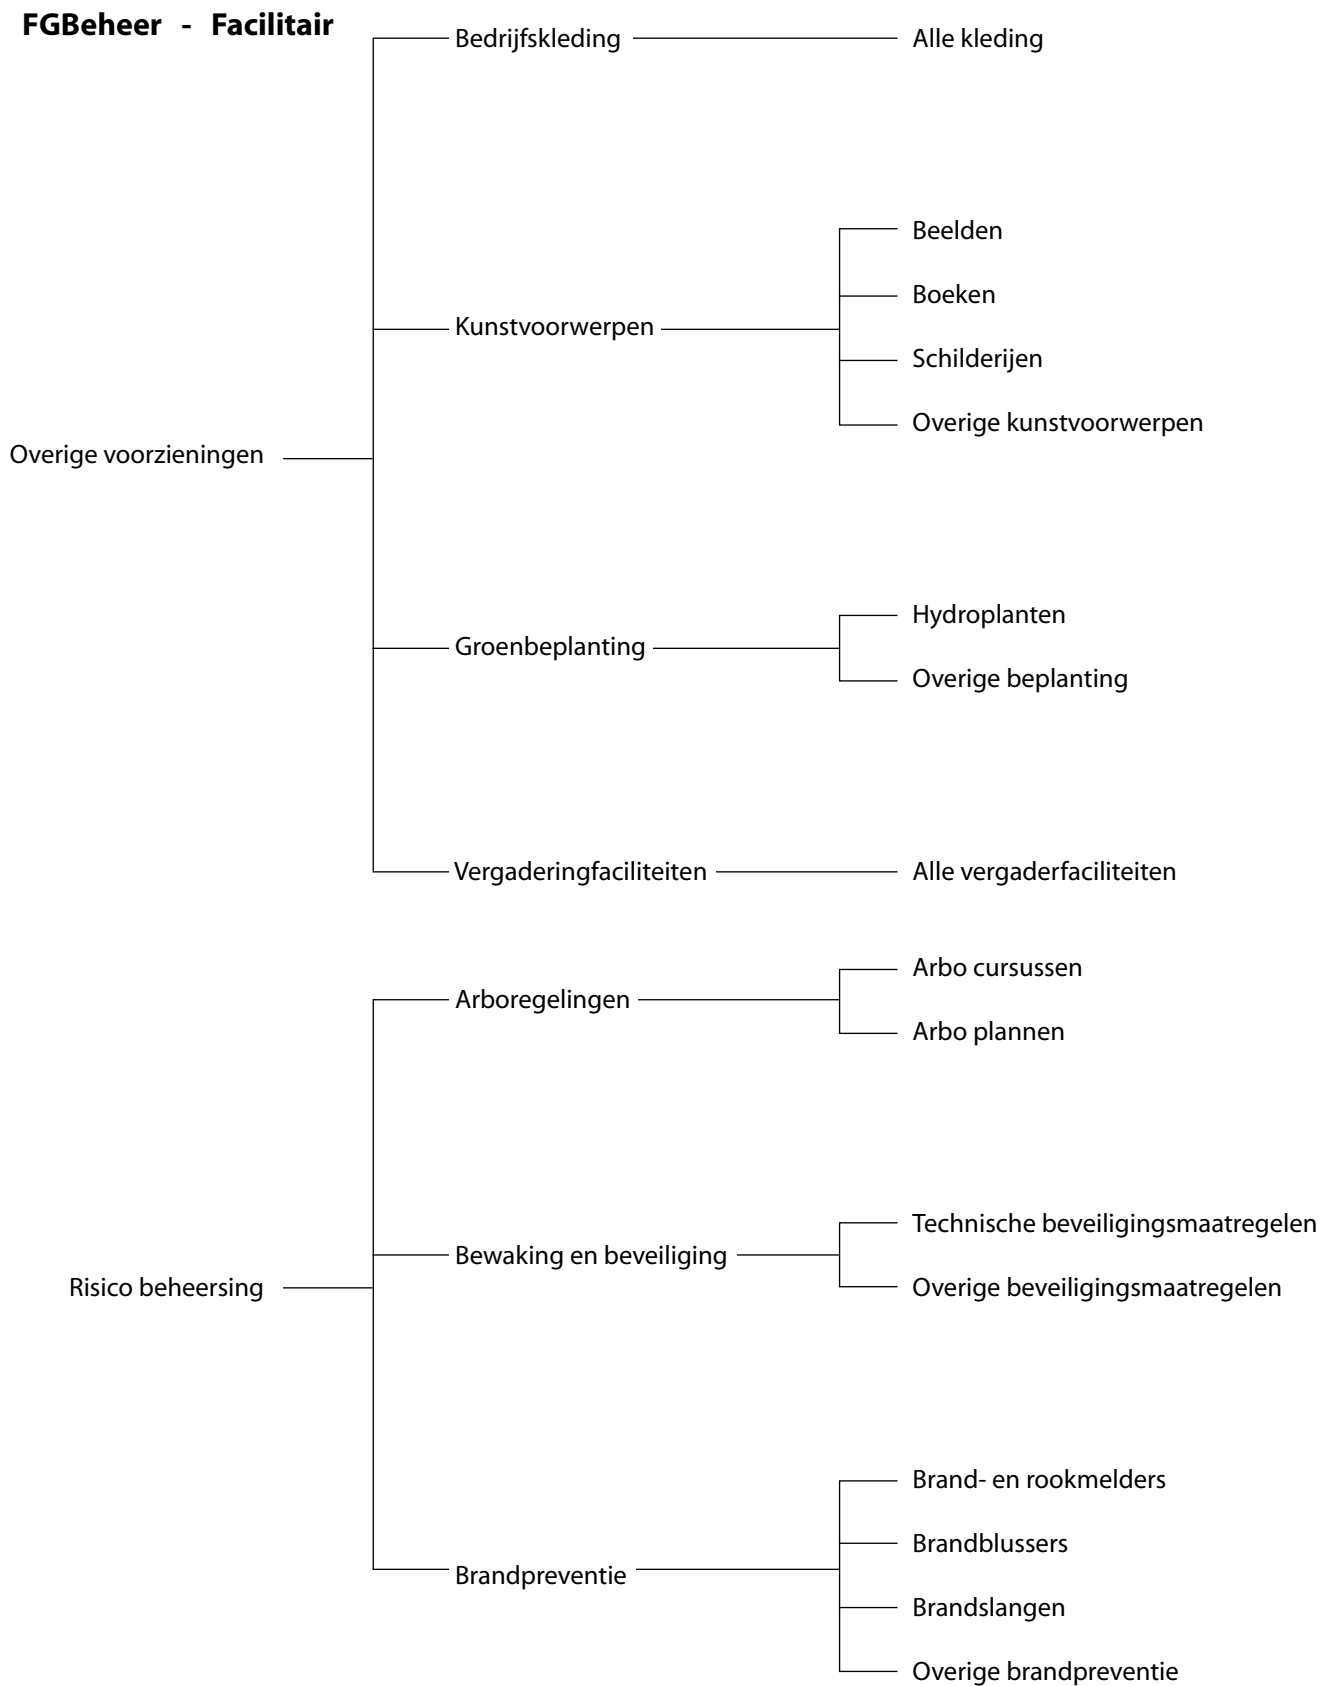 FGBeheer - Facilitair
Bedrijfskleding
Alle kleding
Beelden
Boeken
Kunstvoorwerpen
Schilderijen
Overige kunstvoorwerpen
Overige voorzieningen
Hydroplanten
Groenbeplanting
Overige beplanting
Vergaderingfaciliteiten
Alle vergaderfaciliteiten
Arbo cursussen
Arboregelingen
Arbo plannen
Technische beveiligingsmaatregelen
Bewaking en beveiliging
Risico beheersing
Overige beveiligingsmaatregelen
Brand- en rookmelders
Brandblussers
Brandpreventie
Brandslangen
Overige brandpreventie